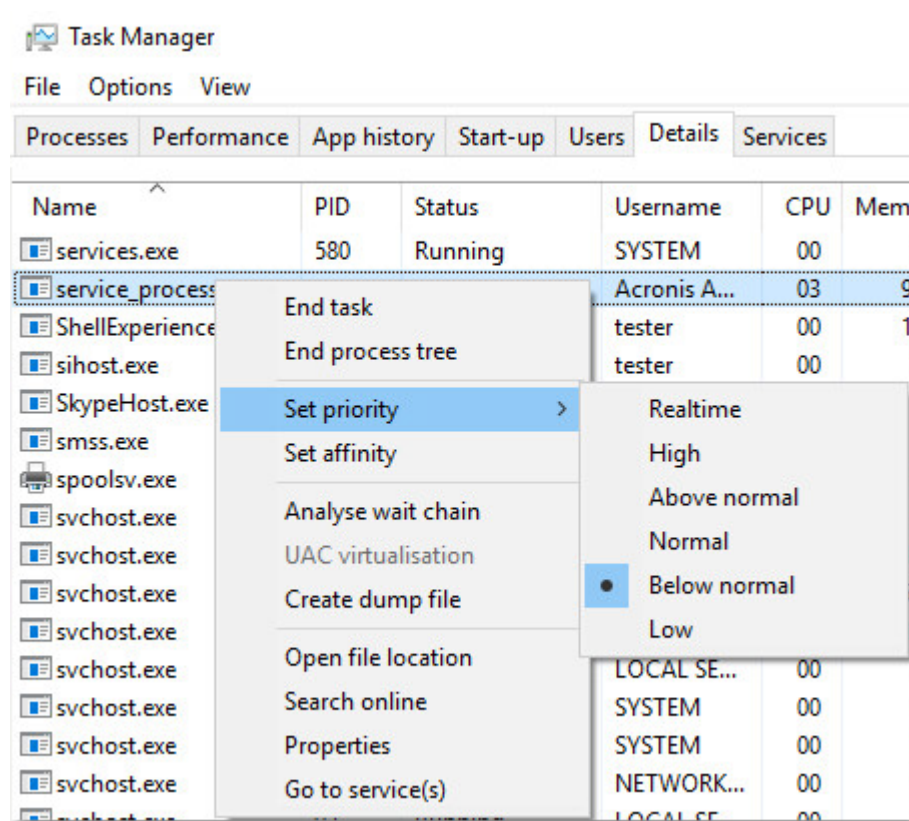 Task Manager
File Options View
Processes Performance App history Start-up Users Details Services
Name PID Status Username CPU Mem
services.exe 580 Running SYSTEM 00
service_process Acronis A... 03 9
ShellExperience tester 00 1
sihost.exe tester 00
SkypeHost.exe
smss.exe
spoolsv.exe
svchost.exe
svchost.exe
svchost.exe
svchost.exe
svchost.exe LOCAL SE... 00
svchost.exe SYSTEM 00
svchost.exe SYSTEM 00
svchost.exe NETWORK... 00
End task
End process tree
Set priority
Set affinity
Analyse wait chain
UAC virtualisation
Create dump file
Open file location
Search online
Properties
Go to service(s)
Realtime
High
Above normal
Normal
Below normal
Low